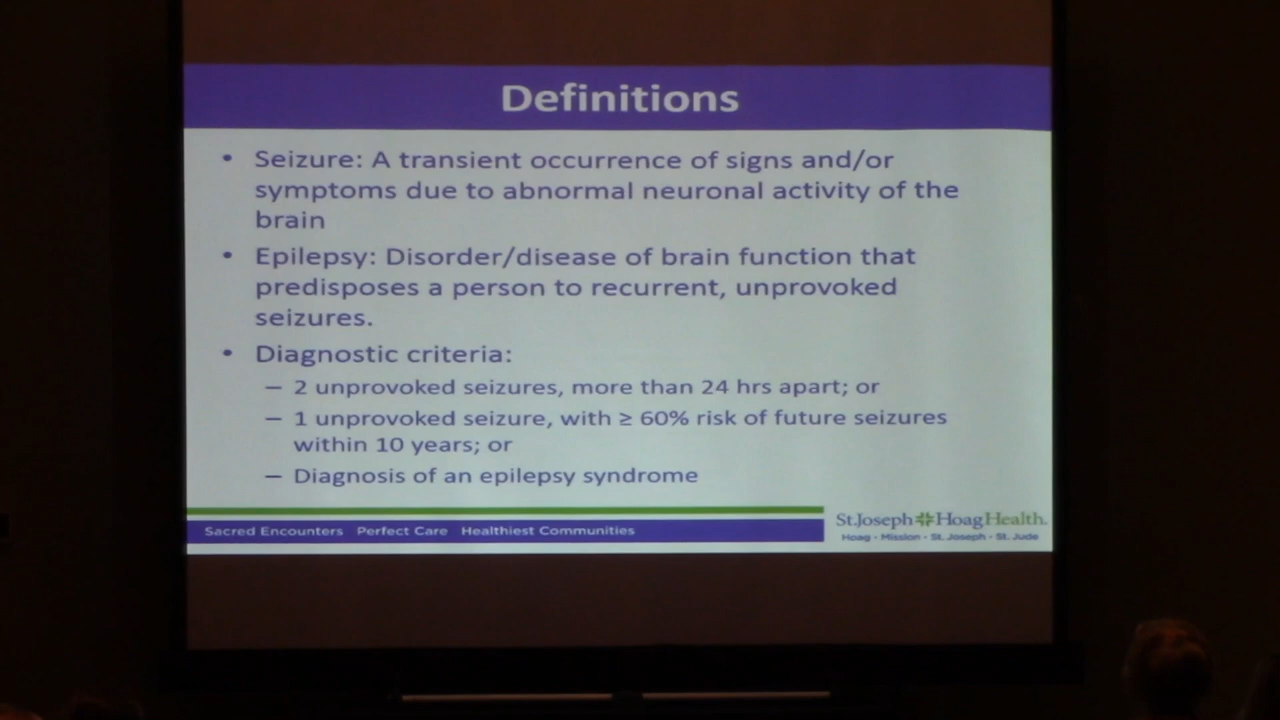 Definitions
• Seizure: A transient occurrence of signs and/or
symptoms due to abnormal neuronal activity of the
brain
• Epilepsy: Disorder/disease of brain function that
predisposes a person to recurrent, unprovoked
seizures.
• Diagnostic criteria:
– 2 unprovoked seizures, more than 24 hrs apart; or
– 1 unprovoked seizure, with ≥ 60% risk of future seizures
within 10 years; or
– Diagnosis of an epilepsy syndrome
Sacred Encounters Perfect Care Healthiest Communities
St.Joseph HoagHealth.
Hoag • Mission • St. Joseph • St. Jude